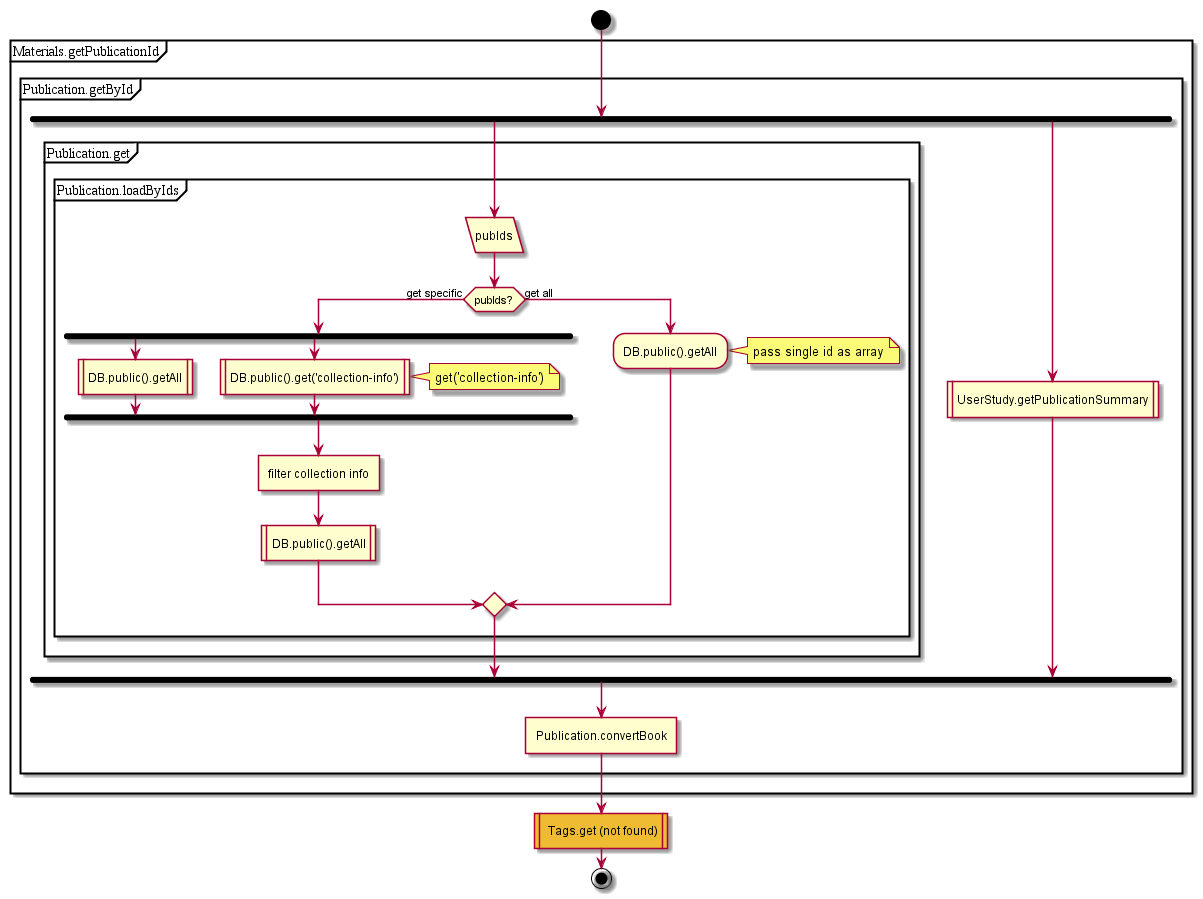 Materials.getPublicationId
Publication.getById
Publication.get
Publication.loadByIds
pubIds
get specific
pubIds?
get all
DB.public().getAll
DB.public().get('collection-info')
get('collection-info')
DB.public().getAll
pass single id as array
UserStudy.getPublicationSummary
filter collection info
DB.public().getAll
Publication.convertBook
Tags.get (not found)